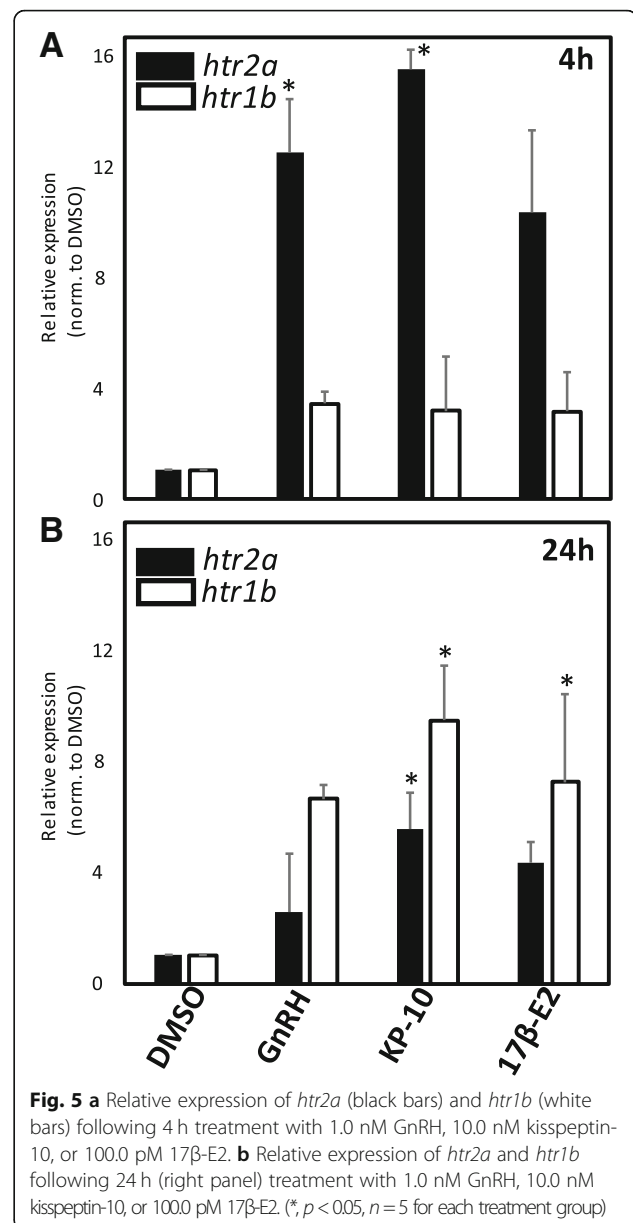 A
htr2a
htr1b
4h
*
*
16
12
8
4
0
Relative expression
(norm. to DMSO)
B
htr2a
htr1b
24h
*
*
*
16
12
8
4
0
Relative expression
(norm. to DMSO)
DMSO
GnRH
KP-10
17β-E2
Fig. 5 a Relative expression of htr2a (black bars) and htr1b (white
bars) following 4 h treatment with 1.0 nM GnRH, 10.0 nM kisspeptin-
10, or 100.0 pM 17β-E2. b Relative expression of htr2a and htr1b
following 24 h (right panel) treatment with 1.0 nM GnRH, 10.0 nM
kisspeptin-10, or 100.0 pM 17β-E2. (*, p < 0.05, n = 5 for each treatment group)